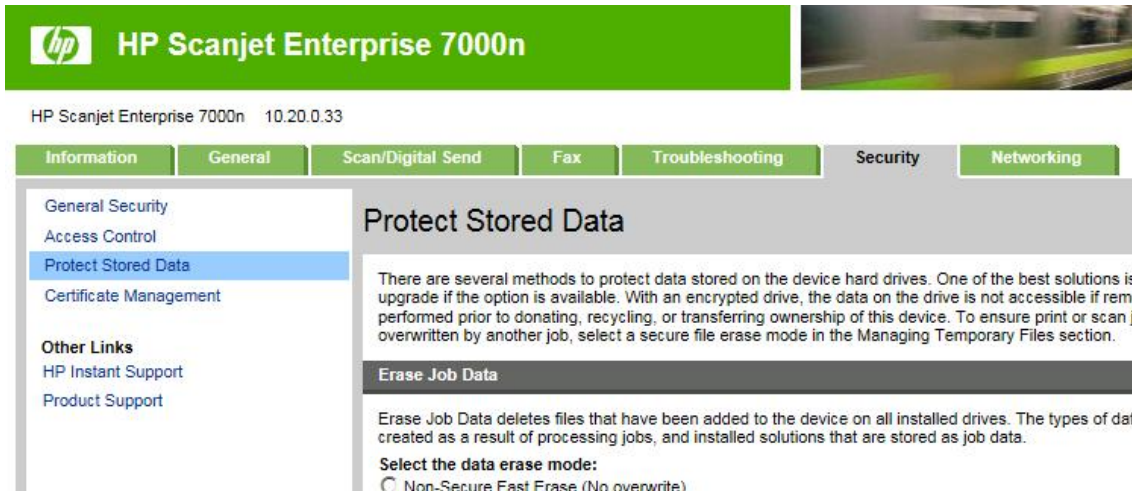 hp HP Scanjet Enterprise 7000n
HP Scanjet Enterprise 7000n 10.20.0.33
Information General Scan/Digital Send Fax Troubleshooting Security Networking
General Security
Access Control
Protect Stored Data
Certificate Management
Other Links
HP Instant Support
Product Support
Protect Stored Data
There are several methods to protect data stored on the device hard drives. One of the best solutions is
upgrade if the option is available. With an encrypted drive, the data on the drive is not accessible if rem
performed prior to donating, recycling, or transferring ownership of this device. To ensure print or scan j
overwritten by another job, select a secure file erase mode in the Managing Temporary Files section.
Erase Job Data
Erase Job Data deletes files that have been added to the device on all installed drives. The types of dat
created as a result of processing jobs, and installed solutions that are stored as job data.
Select the data erase mode:
Non-Secure Fast Erase (No overwrite)